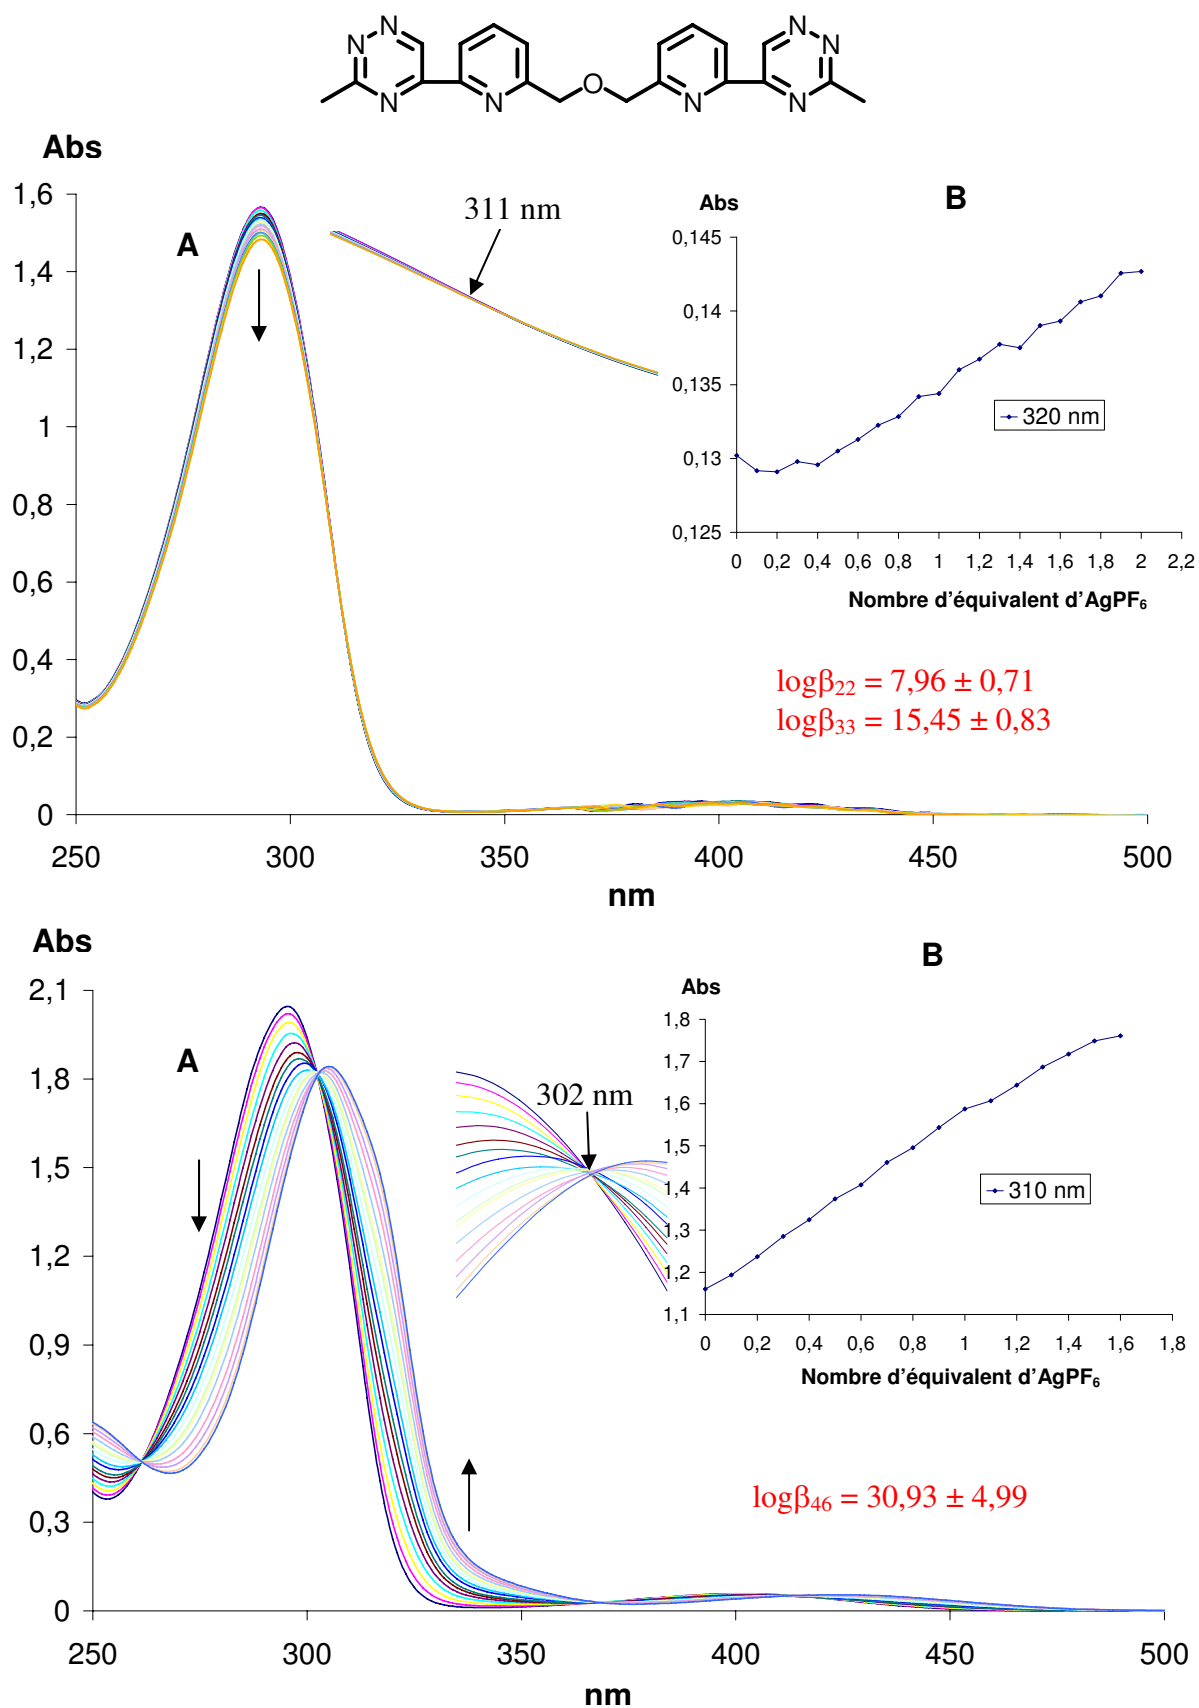 N
N
N
N
N
O
N
N
N
N
Abs
1,6
1,4
1,2
1
0,8
0,6
0,4
0,2
0
A
311 nm
B
Abs
0,145
0,14
0,135
0,13
0,125
320 nm
0 0,2 0,4 0,6 0,8 1 1,2 1,4 1,6 1,8 2 2,2
Nombre d'équivalent d'AgPF₆
logβ₂₂ = 7,96 ± 0,71
logβ₃₃ = 15,45 ± 0,83
250 300 350 400 450 500
nm
Abs
2,1
1,8
1,5
1,2
0,9
0,6
0,3
0
A
302 nm
B
Abs
1,8
1,7
1,6
1,5
1,4
1,3
1,2
1,1
310 nm
0 0,2 0,4 0,6 0,8 1 1,2 1,4 1,6 1,8
Nombre d'équivalent d'AgPF₆
logβ₄₆ = 30,93 ± 4,99
250 300 350 400 450 500
nm